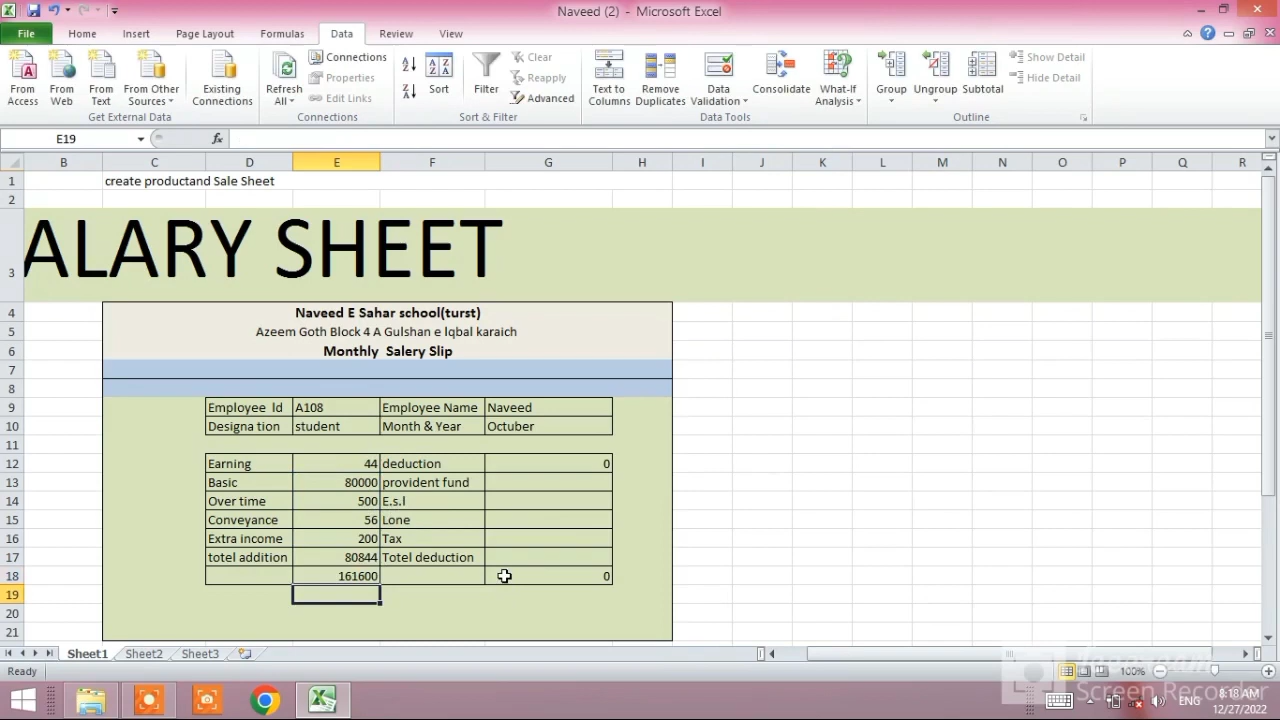 Naveed (2) - Microsoft Excel
File Home Insert Page Layout Formulas Data Review View
From Access
From Web
From Text
From Other Sources
Existing Connections
Get External Data
Refresh All
Connections
Properties
Edit Links
Connections
Sort
Filter
Clear
Reapply
Advanced
Sort & Filter
Text to Columns
Remove Duplicates
Data Validation
Consolidate
What-If Analysis
Data Tools
Group
Ungroup
Subtotal
Show Detail
Hide Detail
Outline
E19 fx
B C D E F G H I J K L M N O P Q R
1 create productand Sale Sheet
2
3 ALARY SHEET
4 Naveed E Sahar school(turst)
5 Azeem Goth Block 4 A Gulshan e Iqbal karaich
6 Monthly Salery Slip
7
8
9 Employee Id A108 Employee Name Naveed
10 Designa tion student Month & Year Octuber
11
12 Earning 44 deduction 0
13 Basic 80000 provident fund
14 Over time 500 E.s.l
15 Conveyance 56 Lone
16 Extra income 200 Tax
17 total addition 80844 Total deduction
18 161600 0
19
20
21
Sheet1 Sheet2 Sheet3
Ready 100%
Screen Recorder
ENG 8:18 AM
12/27/2022